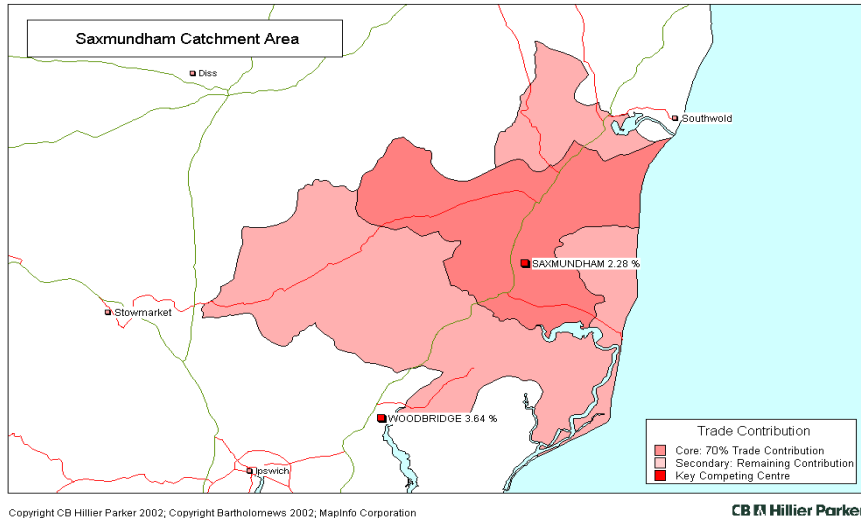 Saxmundham Catchment Area
Diss
Southwold
SAXMUNDHAM 2.28 %
Stowmarket
WOODBRIDGE 3.64 %
Ipswich
Trade Contribution
Core: 70% Trade Contribution
Secondary: Remaining Contribution
Key Competing Centre
Copyright CB Hillier Parker 2002; Copyright Bartholomews 2002; MapInfo Corporation
CB Hillier Parker